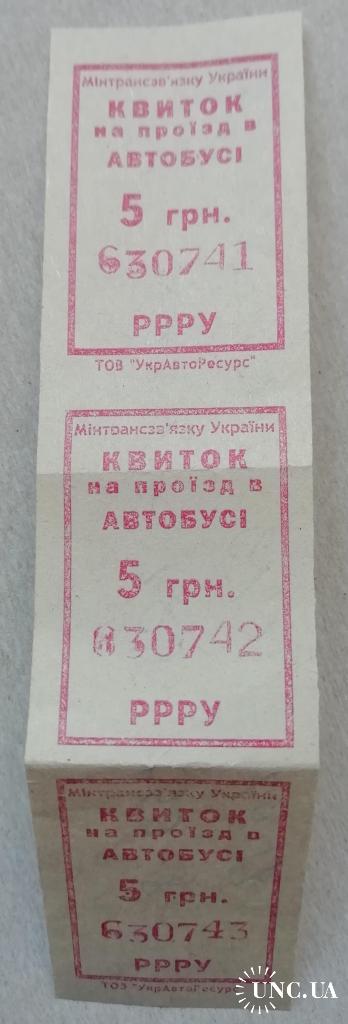 Мінтрансзв'язку України
КВИТОК
на проїзд в
АВТОБУСІ
5 грн.
630741
РРРУ
ТОВ "УкрАвтоРесурс"
Мінтрансзв'язку України
КВИТОК
на проїзд в
АВТОБУСІ
5 грн.
630742
РРРУ
Мінтрансзв'язку України
КВИТОК
на проїзд в
АВТОБУСІ
5 грн.
630743
РРРУ
ТОВ "УкрАвтоРесурс"
UNC.UA